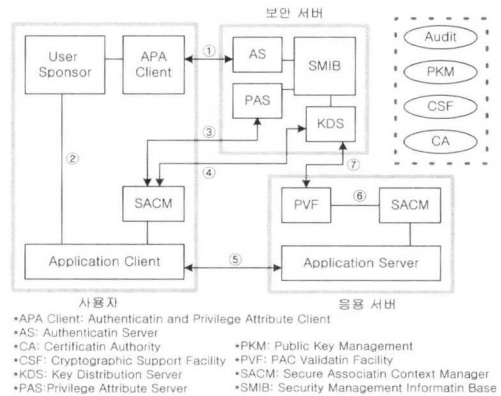 보안 서버
User
Sponsor
APA
Client
①
AS
SMIB
PAS
KDS
Audit
PKM
CSF
CA
②
③
④
⑦
SACM
PVF
⑥
SACM
Application Client
⑤
Application Server
사용자
응용 서버
*APA Client: Authenticatin and Privilege Attribute Client
*AS: Authenticatin Server
*CA: Certificatin Authority
*PKM: Public Key Management
*CSF: Cryptographic Support Facility
*PVF: PAC Validatin Facility
*KDS: Key Distribution Server
*SACM: Secure Associatin Context Manager
*PAS:Privilege Attribute Server
*SMIB: Security Management Informatin Base